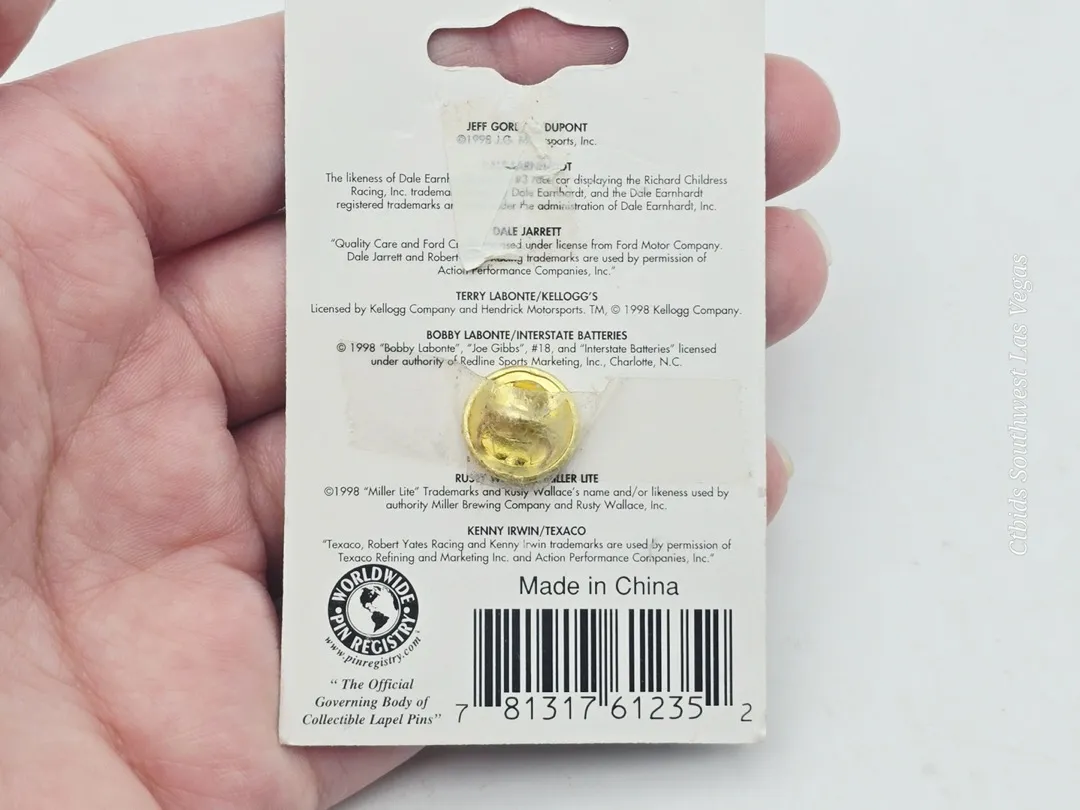 JEFF DUPONT
©1998 J.G. sports, Inc.
The likeness of Dale #3 race car displaying the Richard Childress
Racing, Inc. Dale Earnhardt, and the Dale Earnhardt
registered trademarks the administration of Dale Earnhardt, Inc.
DALE JARRETT
"Quality Care and Ford under license from Ford Motor Company.
Dale Jarrett and Robert Racing trademarks are used by permission of
Action Performance Companies, Inc."
TERRY LABONTE/KELLOGG'S
Licensed by Kellogg Company and Hendrick Motorsports. TM, © 1998 Kellogg Company.
BOBBY LABONTE/INTERSTATE BATTERIES
© 1998 "Bobby Labonte", "Joe Gibbs", #18, and "Interstate Batteries" licensed
under authority of Redline Sports Marketing, Inc., Charlotte, N.C.
MILLER LITE
©1998 "Miller Lite" Trademarks and Rusty Wallace's name and/or likeness used by
authority Miller Brewing Company and Rusty Wallace, Inc.
KENNY IRWIN/TEXACO
"Texaco, Robert Yates Racing and Kenny Irwin trademarks are used by permission of
Texaco Refining and Marketing Inc. and Action Performance Companies, Inc."
WORLDWIDE
PIN REGISTRY
www.pinregistry.com
" The Official
Governing Body of
Collectible Lapel Pins"
Made in China
7 81317 61235 2
Ctbids Southwest Las Vegas